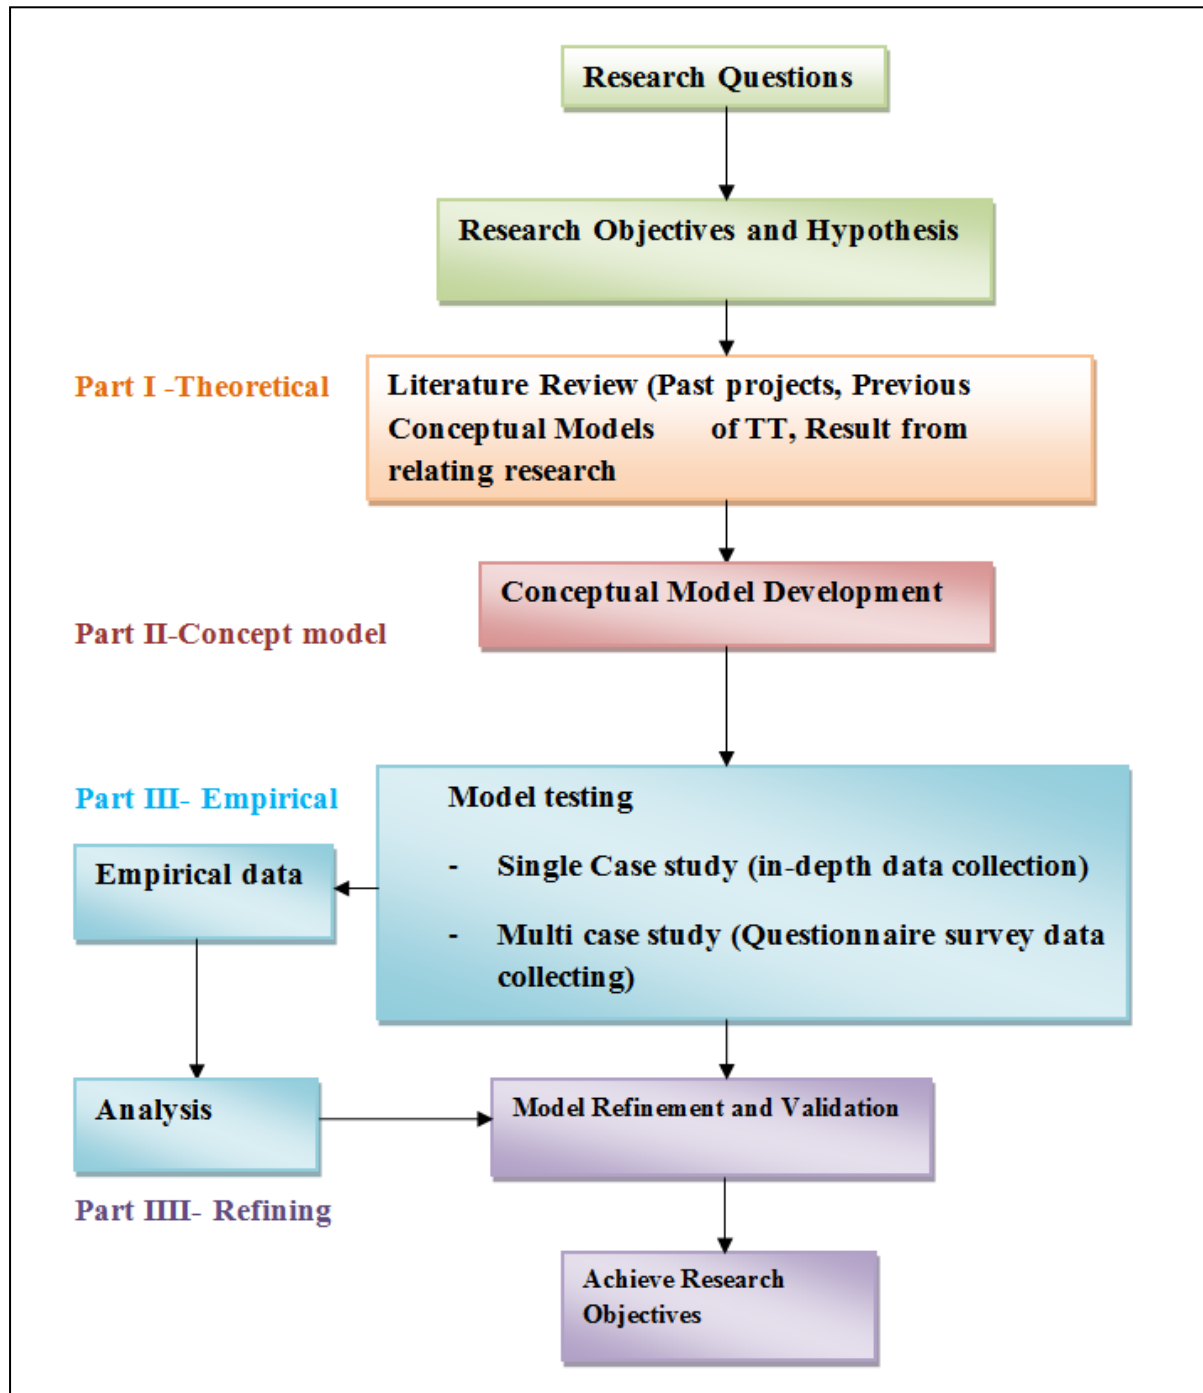 Research Questions
Research Objectives and Hypothesis
Part I -Theoretical
Literature Review (Past projects, Previous
Conceptual Models of TT, Result from
relating research
Conceptual Model Development
Part II-Concept model
Part III- Empirical
Model testing
- Single Case study (in-depth data collection)
- Multi case study (Questionnaire survey data
collecting)
Empirical data
Analysis
Model Refinement and Validation
Part IIII- Refining
Achieve Research
Objectives